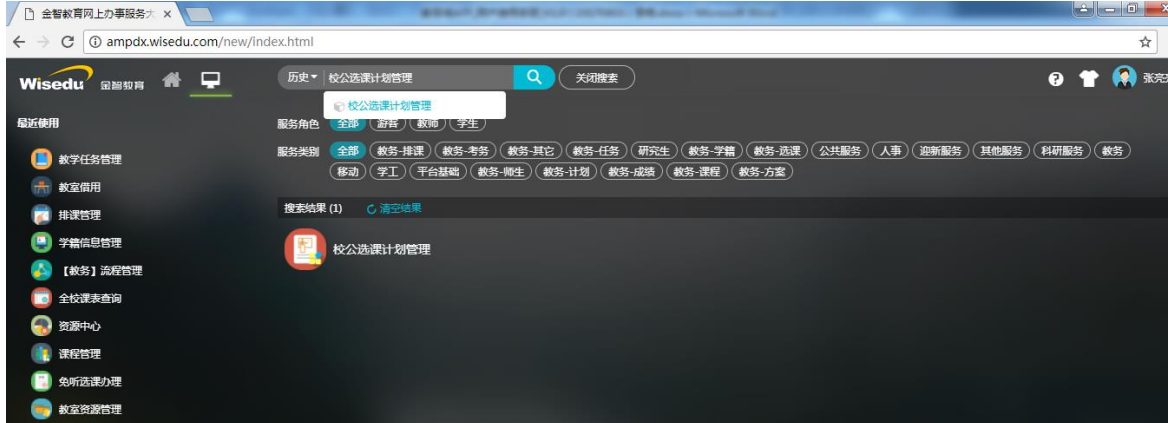 金智教育网上办事服务大
ampdx.wisedu.com/new/index.html
Wisedu 金智教育
历史 校公选课计划管理 关闭搜索
张亮
校公选课计划管理
最近使用
服务角色 全部 游客 教师 学生
服务类别 全部 教务-排课 教务-考务 教务-其它 教务-任务 研究生 教务-学籍 教务-选课 公共服务 人事 迎新服务 其他服务 科研服务 教务
移动 学工 平台基础 教务-师生 教务-计划 教务-成绩 教务-课程 教务-方案
搜索结果 (1) 清空结果
校公选课计划管理
教学任务管理
教室借用
排课管理
学籍信息管理
【教务】流程管理
全校课表查询
资源中心
课程管理
免听选课办理
教室资源管理